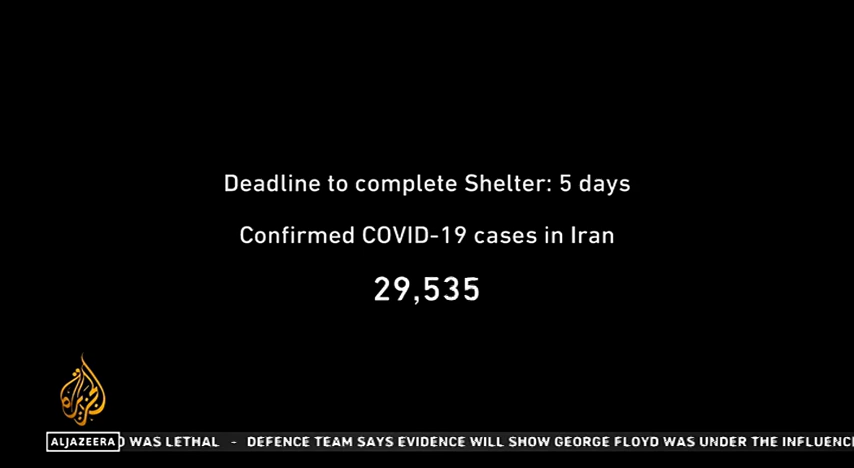 Deadline to complete Shelter: 5 days
Confirmed COVID-19 cases in Iran
29,535
الجزيرة
ALJAZEERA WAS LETHAL - DEFENCE TEAM SAYS EVIDENCE WILL SHOW GEORGE FLOYD WAS UNDER THE INFLUENC